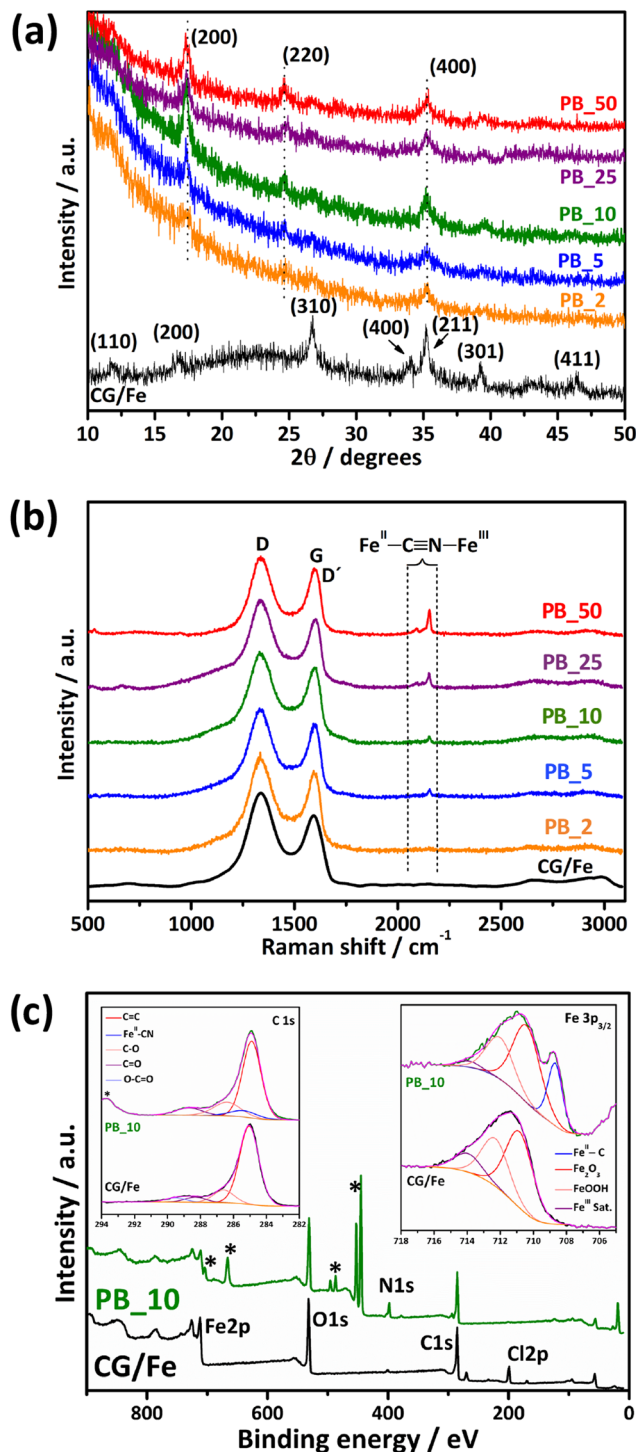 (a)
(200)
(220)
(400)
PB_50
PB_25
PB_10
PB_5
PB_2
(310)
(110)
(200)
(400)
(211)
(301)
(411)
CG/Fe
Intensity / a.u.
10 15 20 25 30 35 40 45 50
2θ / degrees
(b)
Fe^II–C≡N–Fe^III
D
G
D´
PB_50
PB_25
PB_10
PB_5
PB_2
CG/Fe
Intensity / a.u.
500 1000 1500 2000 2500 3000
Raman shift / cm^-1
(c)
C=C
Fe^II-CN
C-O
C=O
O-C=O
C 1s
*
PB_10
CG/Fe
294 292 290 288 286 284 282
Fe 3p3/2
PB_10
CG/Fe
Fe^II– C
Fe2O3
FeOOH
Fe^III Sat.
718 716 714 712 710 708 705
* * * *
N1s
PB_10
Fe2p
O1s
C1s
Cl2p
CG/Fe
Intensity / a.u.
800 600 400 200 0
Binding energy / eV